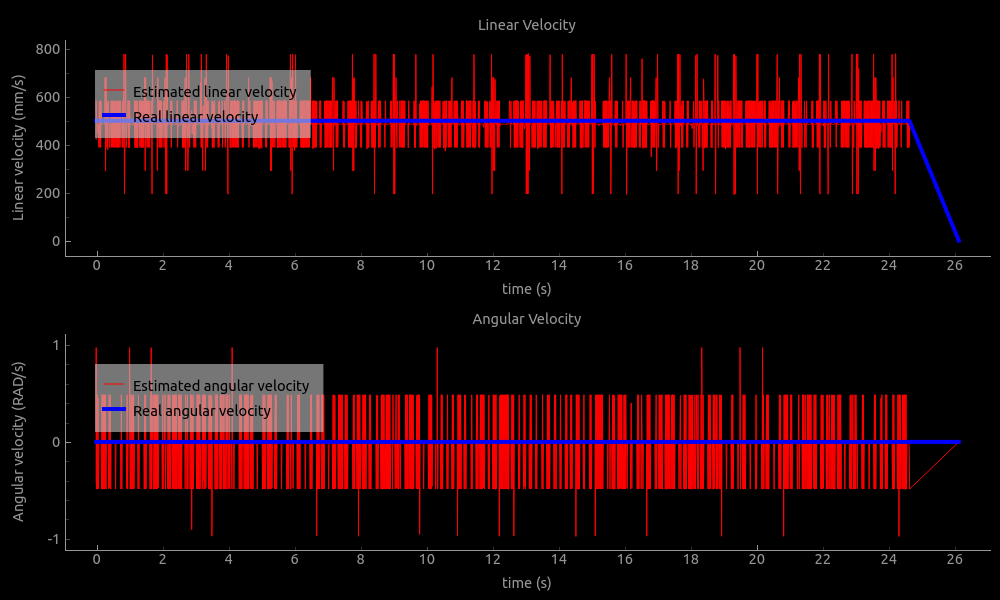 Linear Velocity
800
600
400
200
0
Linear velocity (mm/s)
Estimated linear velocity
Real linear velocity
0 2 4 6 8 10 12 14 16 18 20 22 24 26
time (s)
Angular Velocity
1
0
-1
Angular velocity (RAD/s)
Estimated angular velocity
Real angular velocity
0 2 4 6 8 10 12 14 16 18 20 22 24 26
time (s)